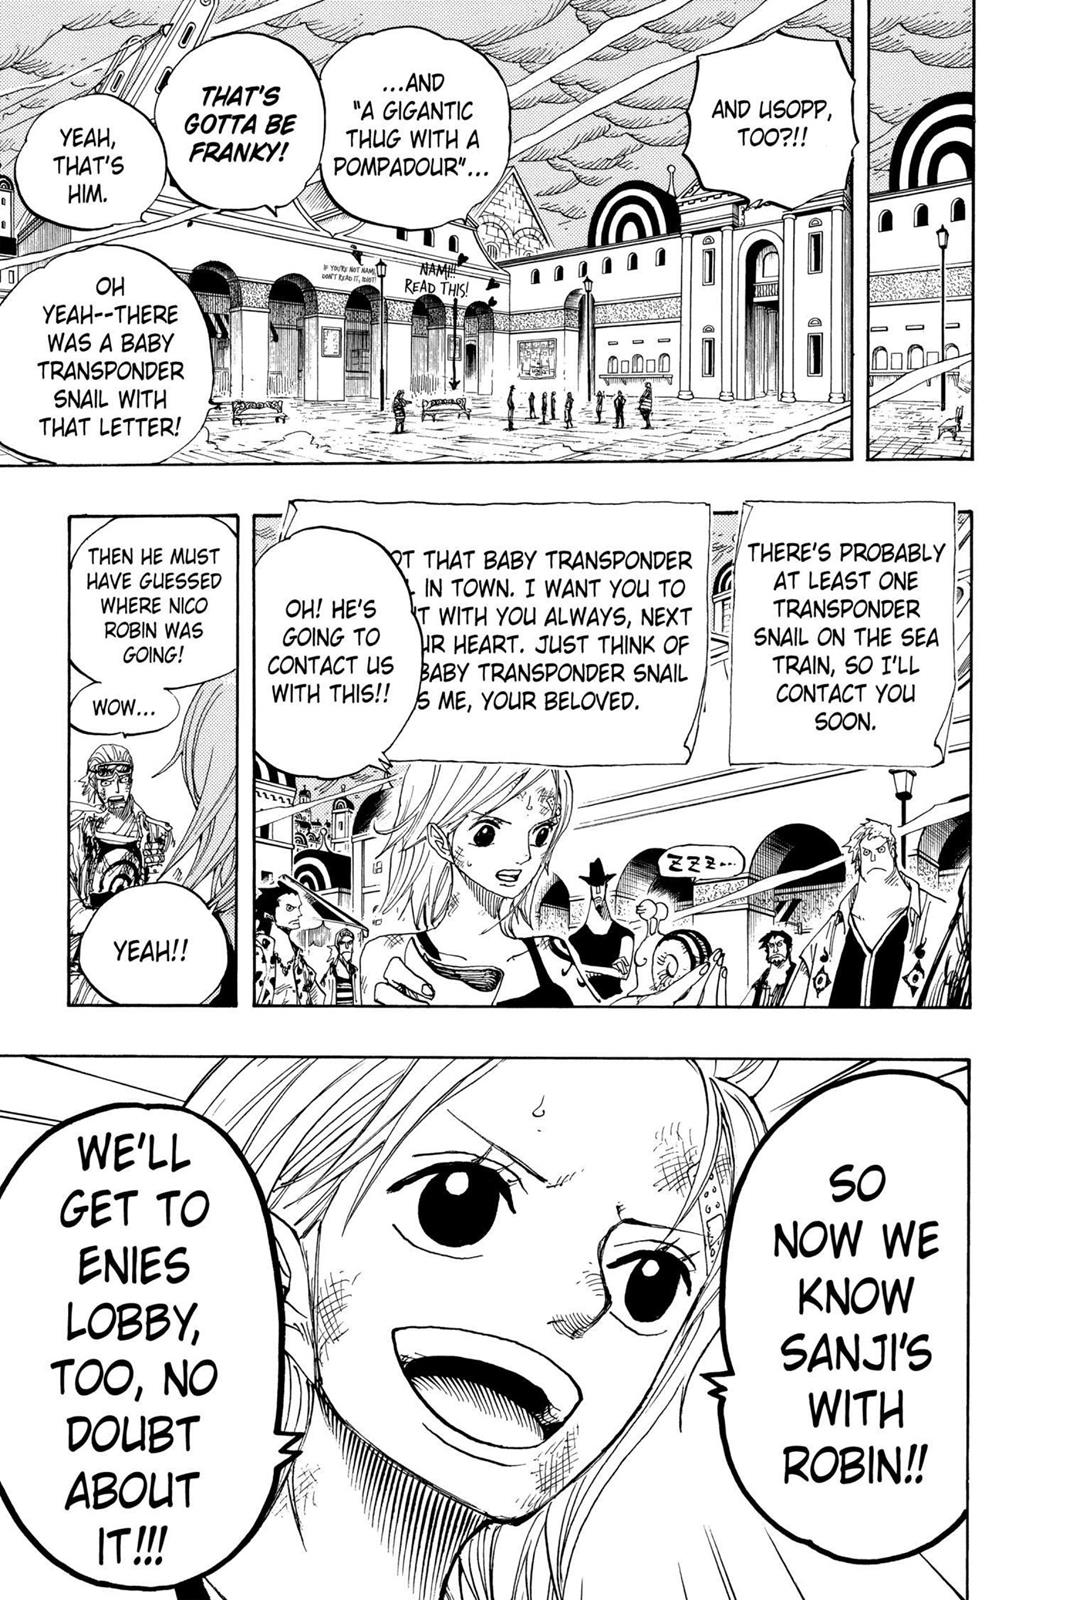 AND USOPP,
TOO?!!
...AND
"A GIGANTIC
THUG WITH A
POMPADOUR"...
THAT'S
GOTTA BE
FRANKY!
YEAH,
THAT'S
HIM.
OH
YEAH--THERE
WAS A BABY
TRANSPONDER
SNAIL WITH
THAT LETTER!
NAMI!!!
READ THIS!
IF YOU'RE NOT NAMI,
DON'T READ IT, IDIOT!
THERE'S PROBABLY
AT LEAST ONE
TRANSPONDER
SNAIL ON THE SEA
TRAIN, SO I'LL
CONTACT YOU
SOON.
OT THAT BABY TRANSPONDER
IN TOWN. I WANT YOU TO
T WITH YOU ALWAYS, NEXT
UR HEART. JUST THINK OF
BABY TRANSPONDER SNAIL
S ME, YOUR BELOVED.
OH! HE'S
GOING TO
CONTACT US
WITH THIS!!
ZZZ...
THEN HE MUST
HAVE GUESSED
WHERE NICO
ROBIN WAS
GOING!
WOW...
YEAH!!
SO
NOW WE
KNOW
SANJI'S
WITH
ROBIN!!
WE'LL
GET TO
ENIES
LOBBY,
TOO, NO
DOUBT
ABOUT
IT!!!